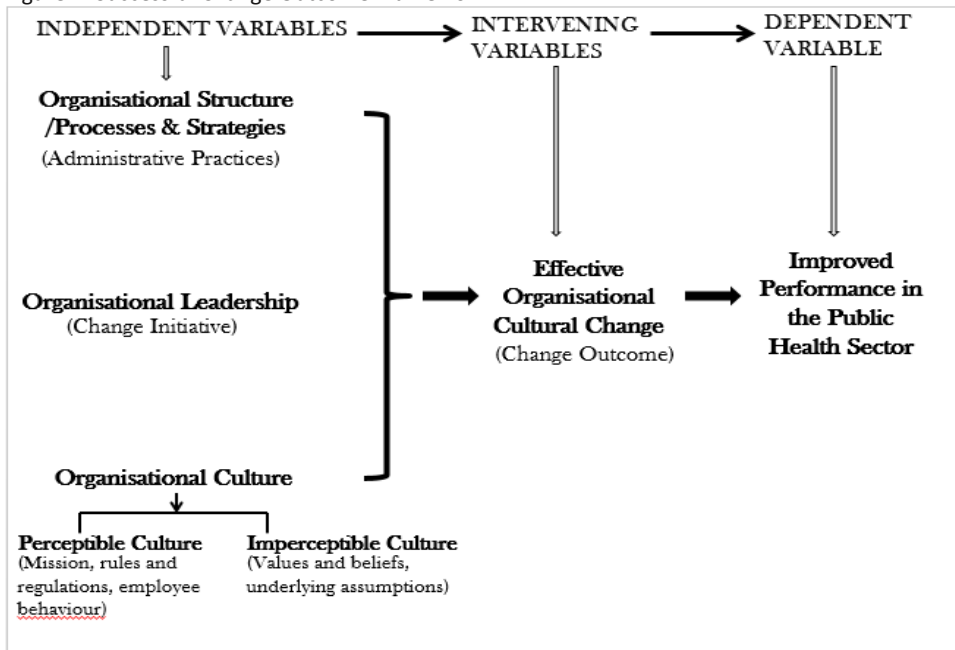 INDEPENDENT VARIABLES
INTERVENING
VARIABLES
DEPENDENT
VARIABLE
Organisational Structure
/Processes & Strategies
(Administrative Practices)
Organisational Leadership
(Change Initiative)
Effective
Organisational
Cultural Change
(Change Outcome)
Improved
Performance in
the Public
Health Sector
Organisational Culture
Perceptible Culture
(Mission, rules and
regulations, employee
behaviour)
Imperceptible Culture
(Values and beliefs,
underlying assumptions)